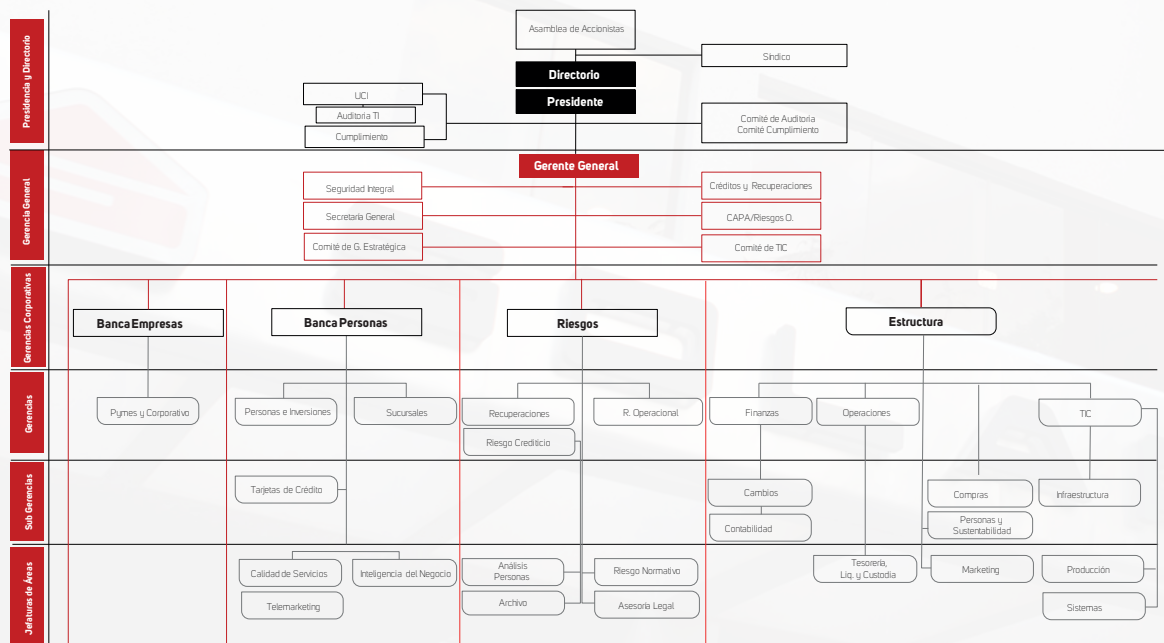 Presidencia y Directorio
Asamblea de Accionistas
Síndico
Directorio
Presidente
UCI
Auditoria TI
Cumplimiento
Comité de Auditoria
Comité Cumplimiento
Gerencia General
Gerente General
Seguridad Integral
Créditos y Recuperaciones
Secretaría General
CAPA/Riesgos O.
Comité de G. Estratégica
Comité de TIC
Gerencias Corporativas
Banca Empresas
Banca Personas
Riesgos
Estructura
Gerencias
Pymes y Corporativo
Personas e Inversiones
Sucursales
Recuperaciones
R. Operacional
Finanzas
Operaciones
TIC
Riesgo Crediticio
Sub Gerencias
Tarjetas de Crédito
Cambios
Compras
Infraestructura
Contabilidad
Personas y
Sustentabilidad
Jefaturas de Áreas
Calidad de Servicios
Inteligencia del Negocio
Análisis
Personas
Riesgo Normativo
Tesorería,
Liq. y Custodia
Marketing
Producción
Telemarketing
Archivo
Asesoría Legal
Sistemas